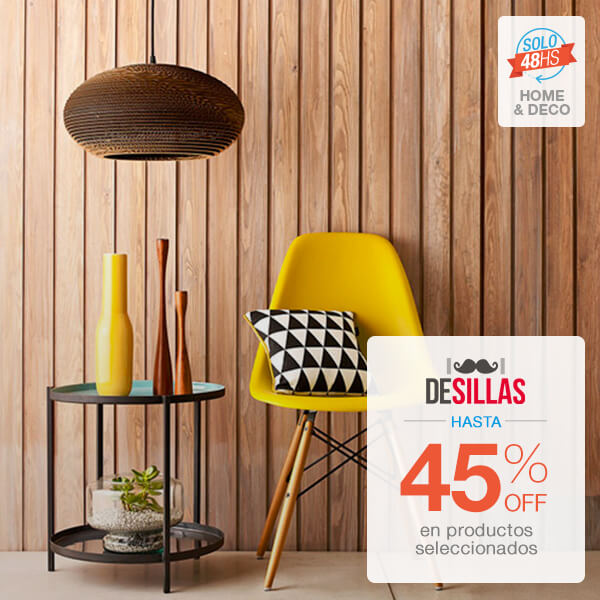 SOLO
48HS
HOME
& DECO
DESILLAS
HASTA
45% OFF
en productos
seleccionados